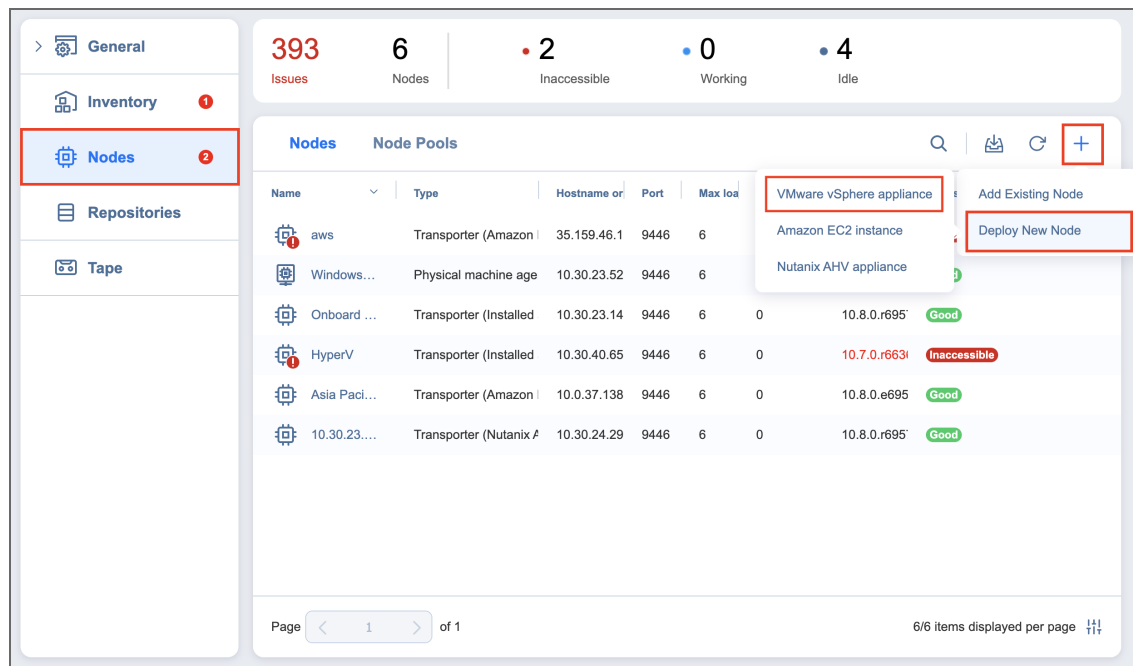 General
Inventory 1
Nodes 2
Repositories
Tape
393 6 2 0 4
Issues Nodes Inaccessible Working Idle
Nodes Node Pools
Name Type Hostname or Port Max loa
VMware vSphere appliance
Amazon EC2 instance
Nutanix AHV appliance
Add Existing Node
Deploy New Node
aws Transporter (Amazon 35.159.46.1 9446 6
Windows... Physical machine age 10.30.23.52 9446 6
Onboard ... Transporter (Installed 10.30.23.14 9446 6 0 10.8.0.r695 Good
HyperV Transporter (Installed 10.30.40.65 9446 6 0 10.7.0.r663 Inaccessible
Asia Paci... Transporter (Amazon 10.0.37.138 9446 6 0 10.8.0.e695 Good
10.30.23.... Transporter (Nutanix 10.30.24.29 9446 6 0 10.8.0.r695 Good
Page 1 of 1
6/6 items displayed per page